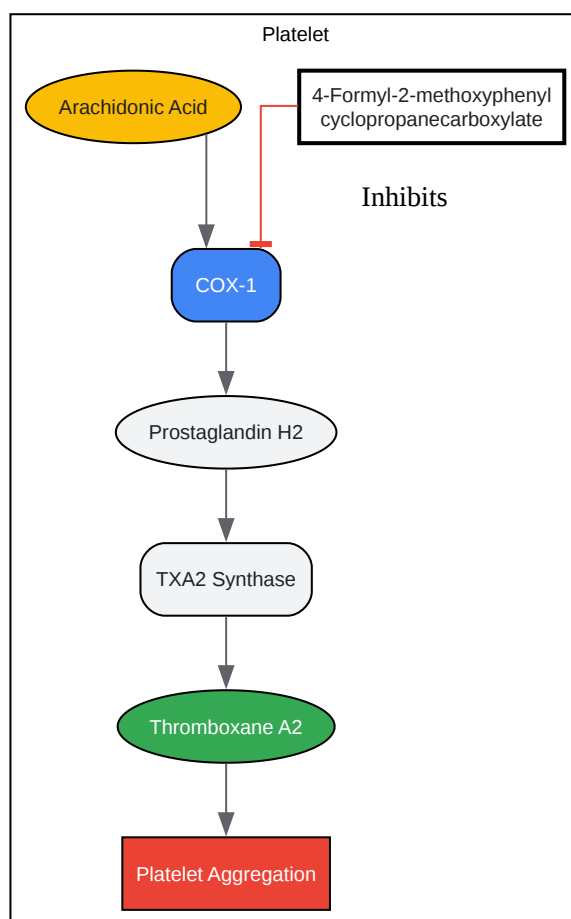 Platelet
Arachidonic Acid
4-Formyl-2-methoxyphenyl
cyclopropanecarboxylate
Inhibits
COX-1
Prostaglandin H2
TXA2 Synthase
Thromboxane A2
Platelet Aggregation